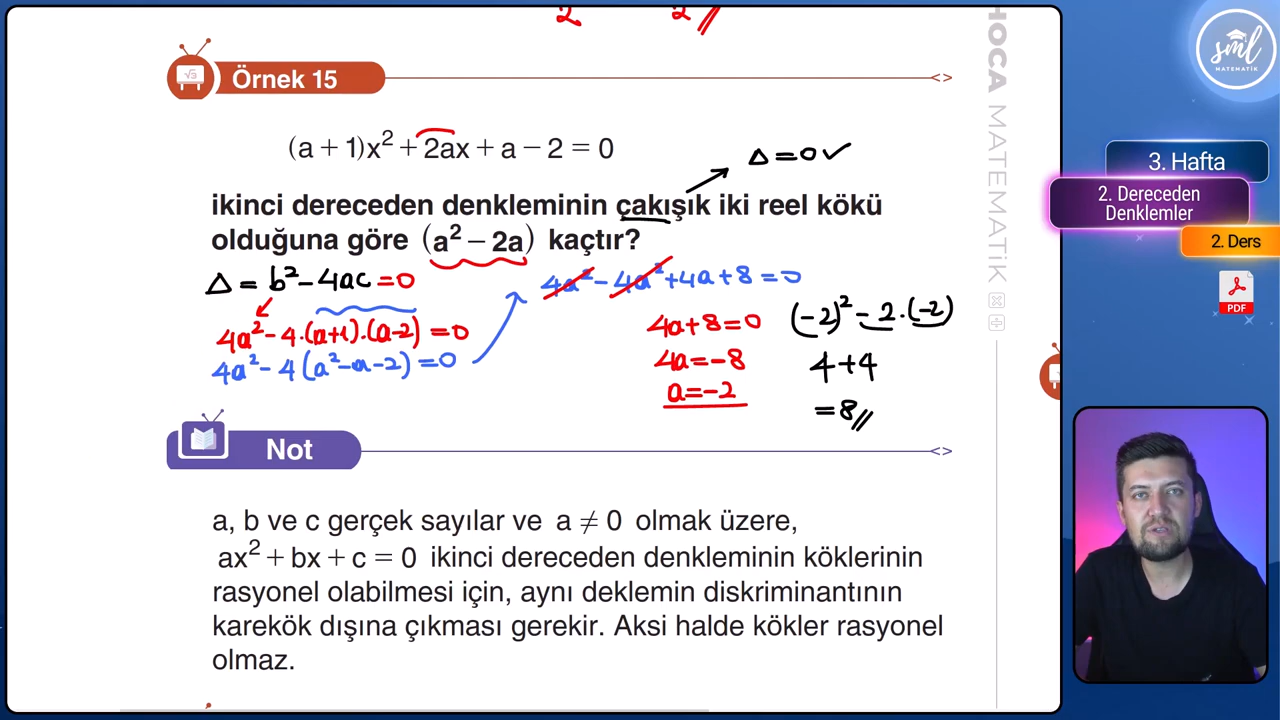 2. 2 //
√3 Örnek 15
(a + 1)x² + 2ax + a − 2 = 0
Δ = 0 ✓
ikinci dereceden denkleminin çakışık iki reel kökü
olduğuna göre (a² − 2a) kaçtır?
Δ = b² − 4ac = 0
4a² − 4.(a+1).(a−2) = 0
4a² − 4(a² − a − 2) = 0
4a² − 4a² + 4a + 8 = 0
4a + 8 = 0
4a = −8
a = −2
(−2)² − 2.(−2)
4 + 4
= 8 //
Not
a, b ve c gerçek sayılar ve a ≠ 0 olmak üzere,
ax² + bx + c = 0 ikinci dereceden denkleminin köklerinin
rasyonel olabilmesi için, aynı deklemin diskriminantının
karekök dışına çıkması gerekir. Aksi halde kökler rasyonel
olmaz.
HOCA MATEMATİK
sml
MATEMATİK
3. Hafta
2. Dereceden
Denklemler
2. Ders
PDF